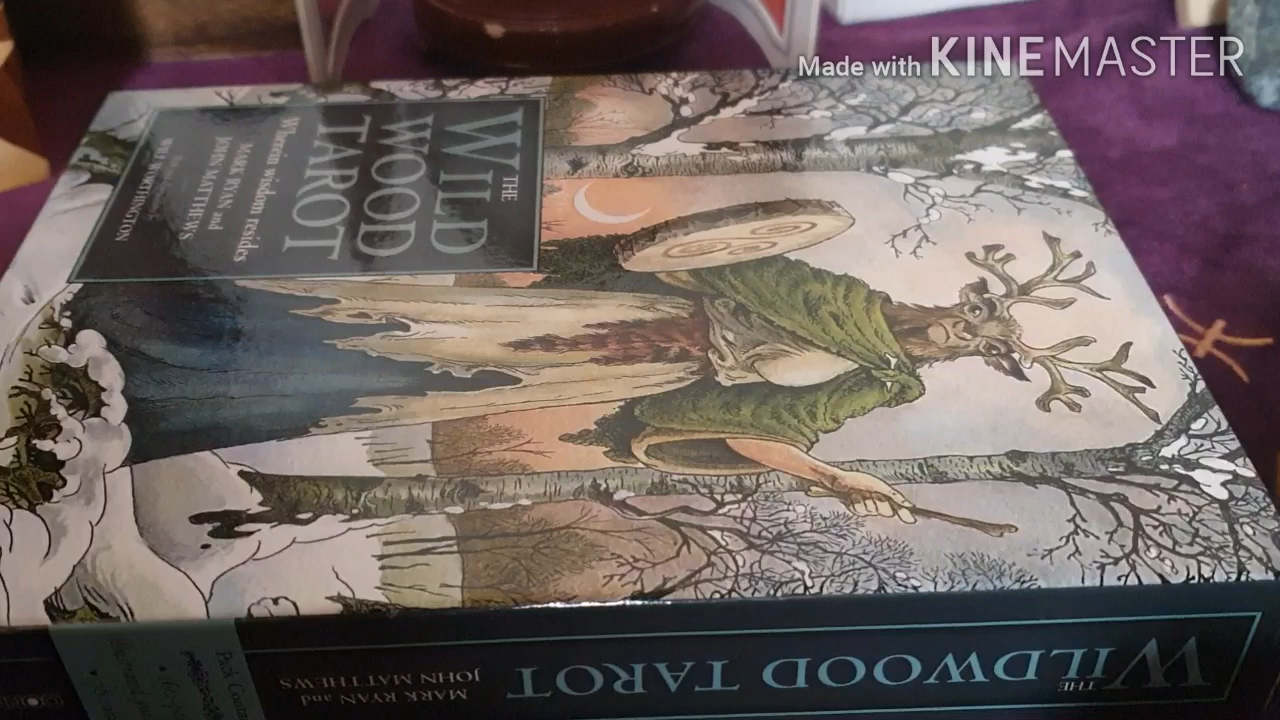 Made with KINEMASTER
THE
WILD
WOOD
TAROT
Wherein wisdom resides
MARK RYAN and
JOHN MATTHEWS
WILL WORTHINGTON
THE
WILDWOOD TAROT
MARK RYAN and
JOHN MATTHEWS
Pack